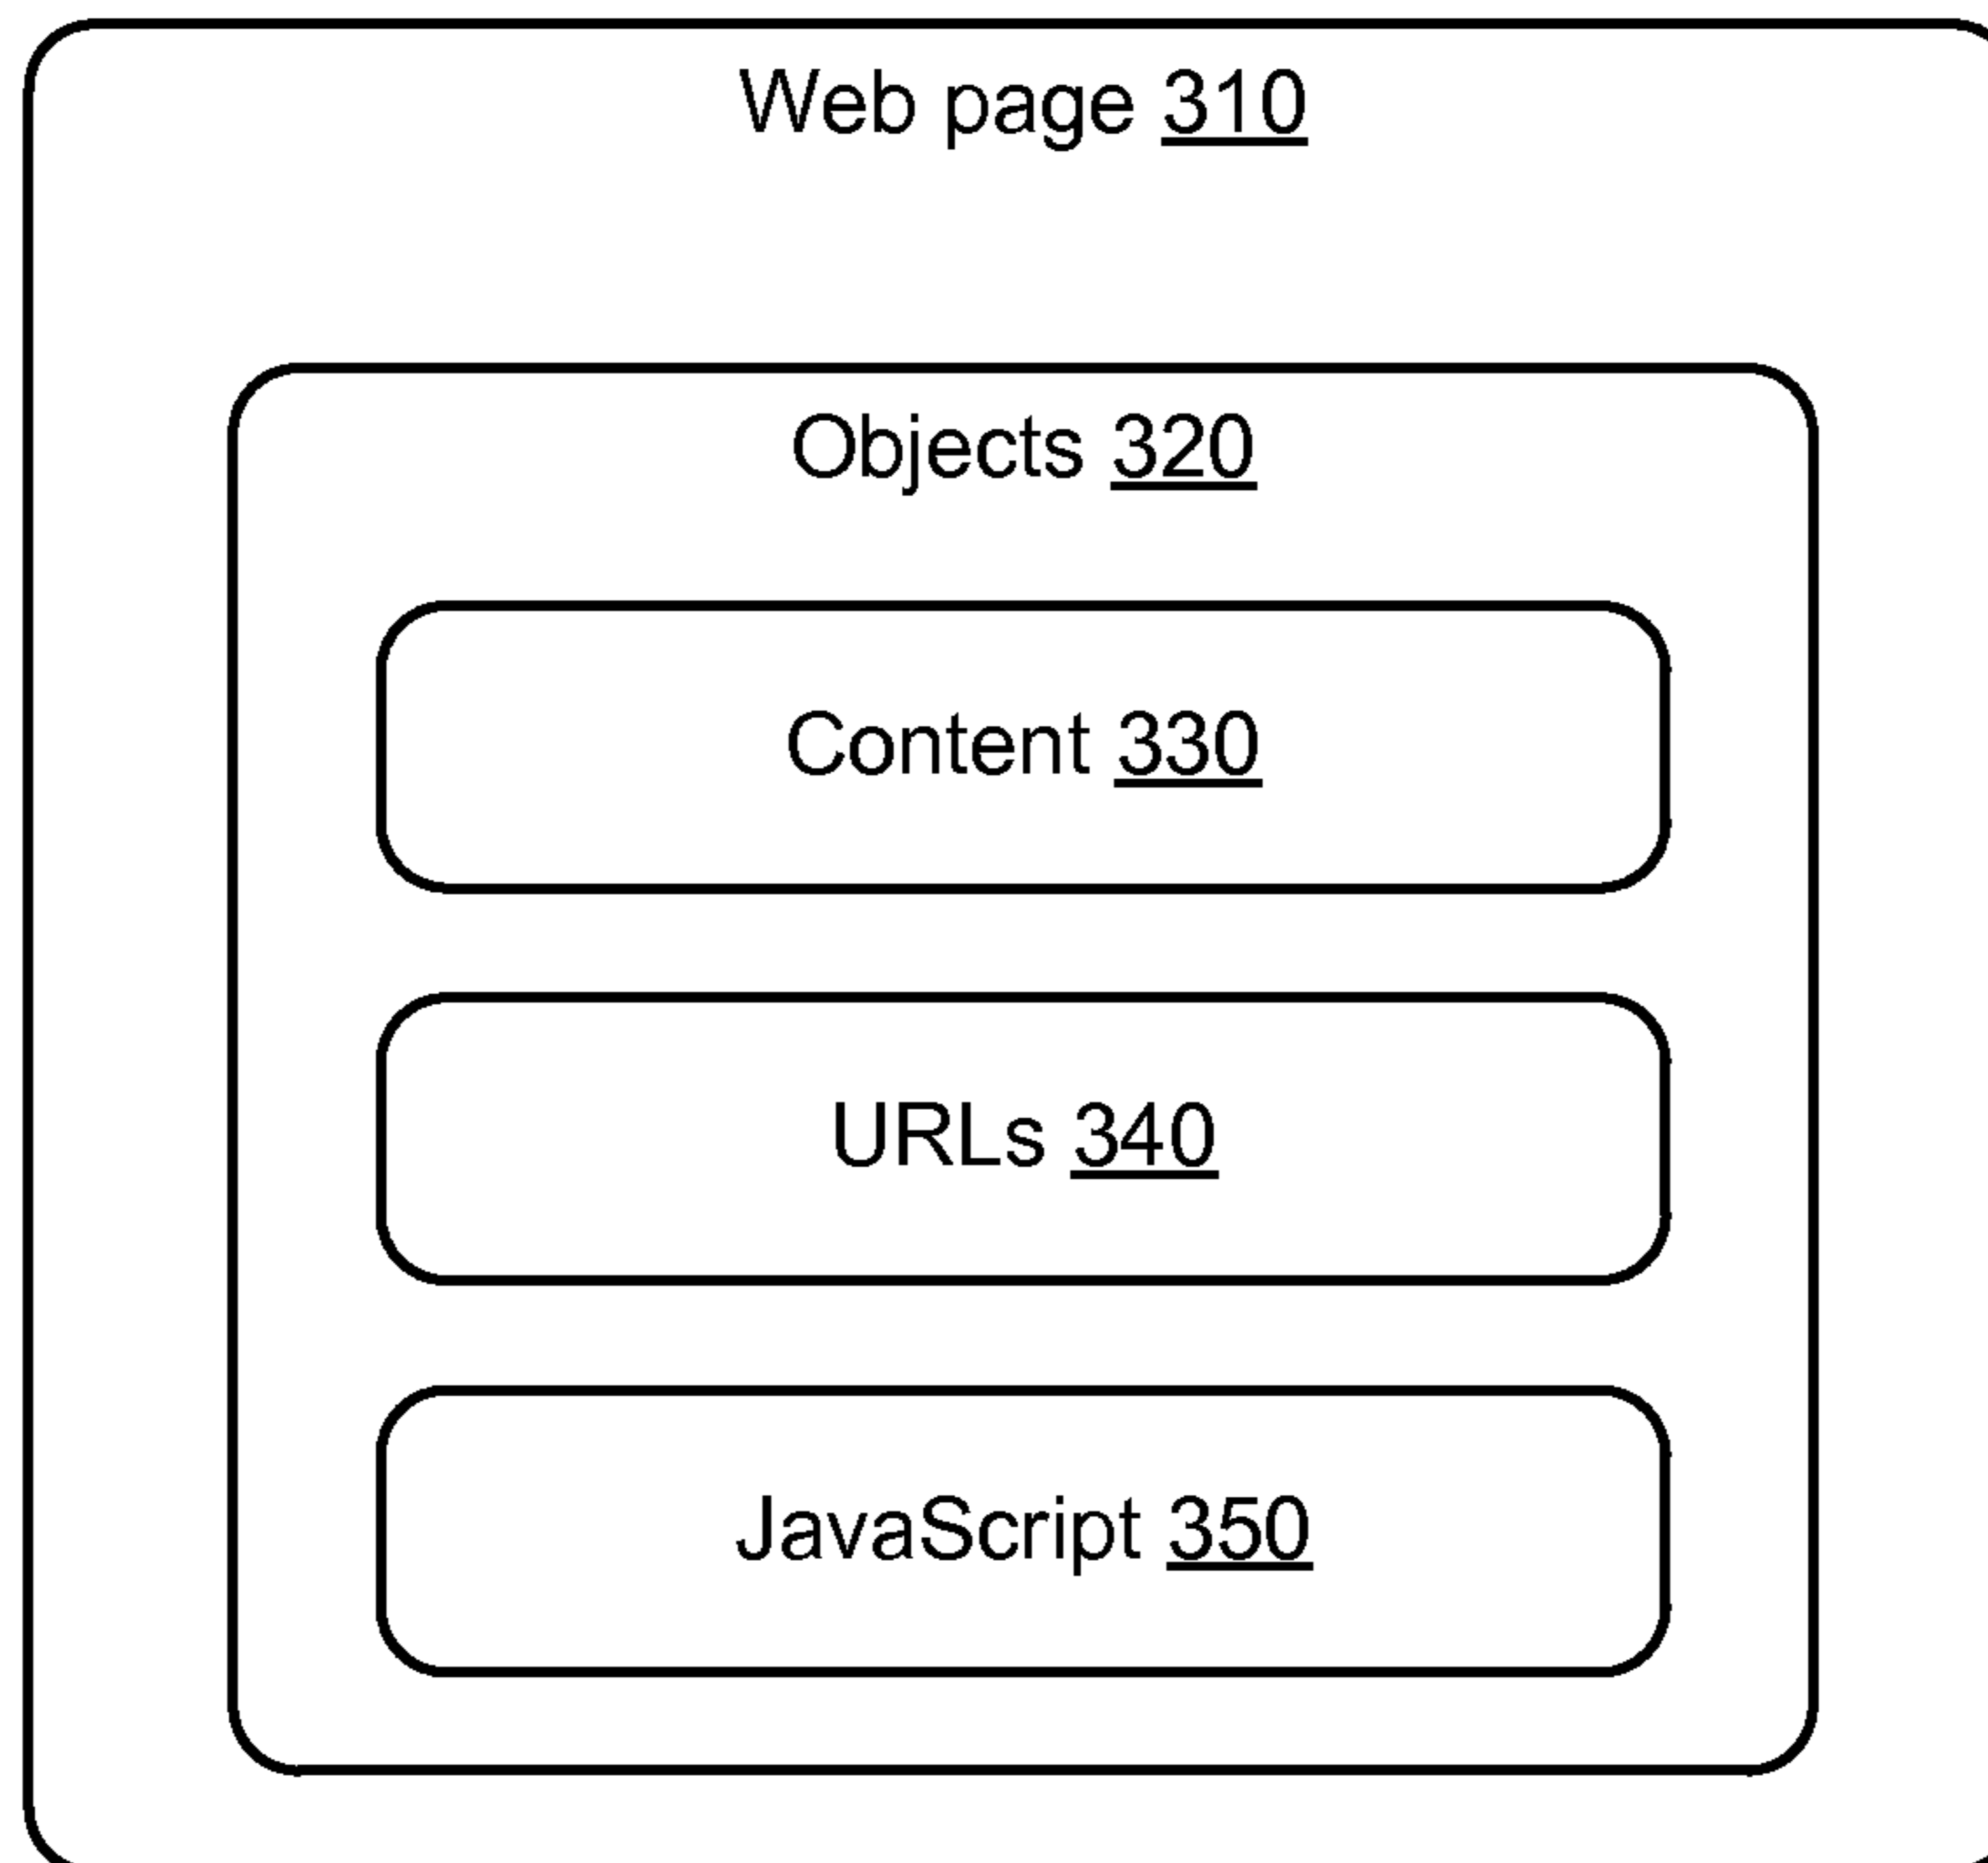 Web page 310
Objects 320
Content 330
URLs 340
JavaScript 350